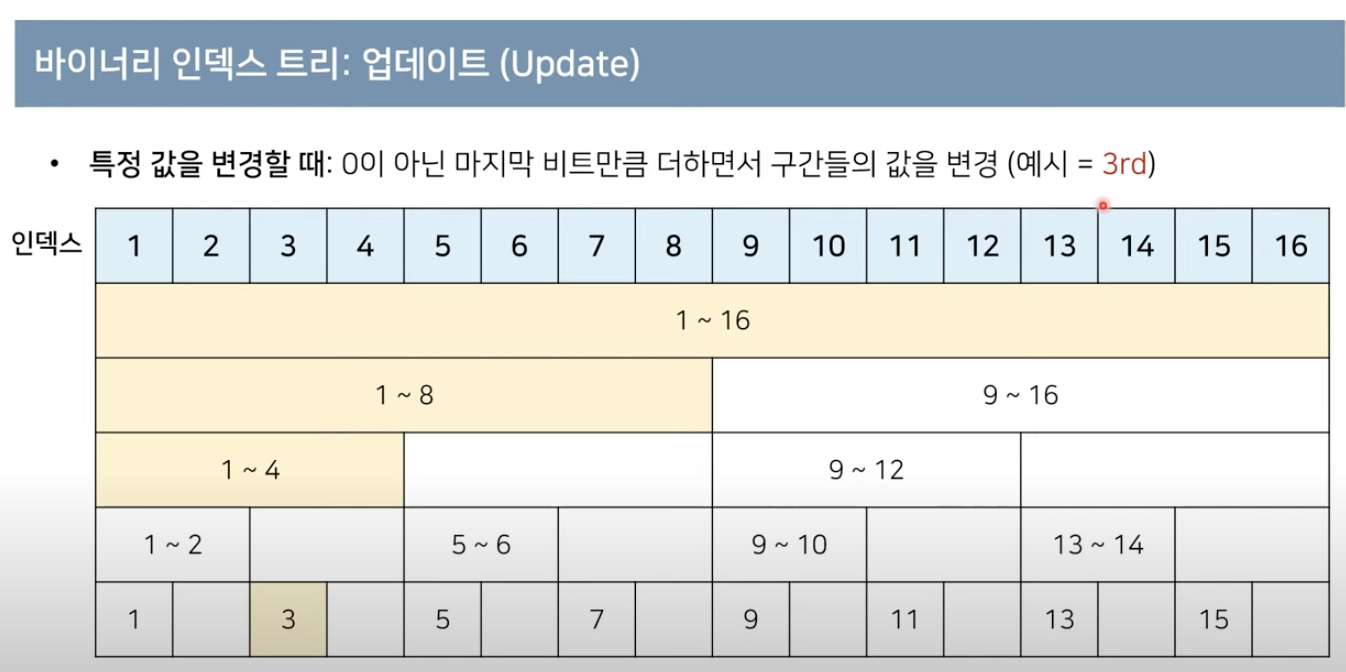 바이너리 인덱스 트리: 업데이트 (Update)
• 특정 값을 변경할 때: 0이 아닌 마지막 비트만큼 더하면서 구간들의 값을 변경 (예시 = 3rd)
인덱스 1 2 3 4 5 6 7 8 9 10 11 12 13 14 15 16
1 ~ 16
1 ~ 8 9 ~ 16
1 ~ 4 9 ~ 12
1 ~ 2 5 ~ 6 9 ~ 10 13 ~ 14
1 3 5 7 9 11 13 15